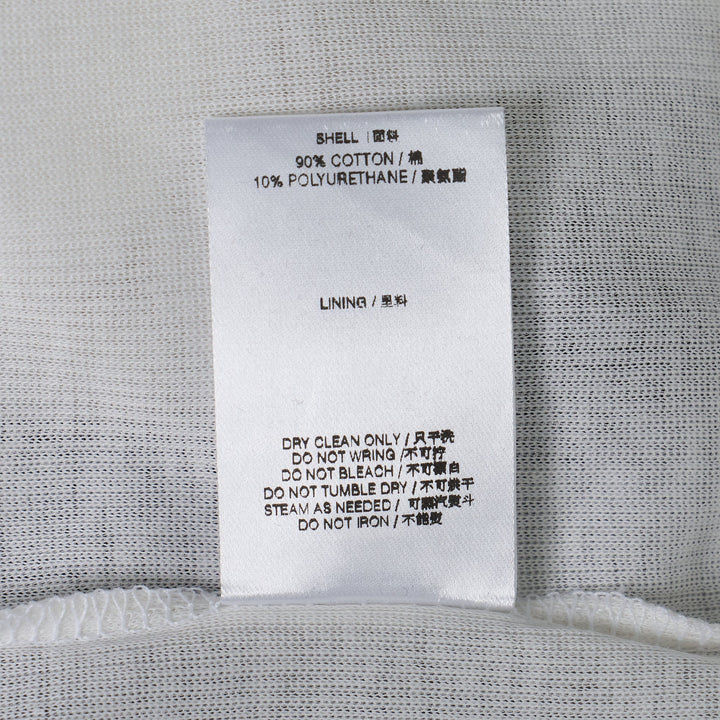 SHELL | 面料
90% COTTON / 棉
10% POLYURETHANE / 聚氨酯
LINING / 里料
DRY CLEAN ONLY / 只干洗
DO NOT WRING /不可拧
DO NOT BLEACH / 不可漂白
DO NOT TUMBLE DRY / 不可烘干
STEAM AS NEEDED / 可蒸汽熨斗
DO NOT IRON / 不能熨